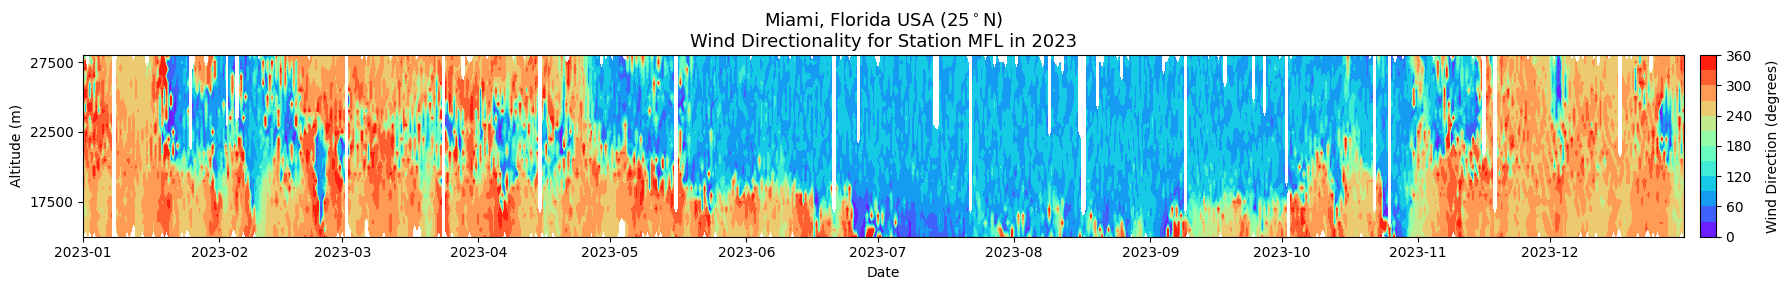 Miami, Florida USA (25°N)
Wind Directionality for Station MFL in 2023
Altitude (m)
27500
22500
17500
2023-01 2023-02 2023-03 2023-04 2023-05 2023-06 2023-07 2023-08 2023-09 2023-10 2023-11 2023-12
Date
360
300
240
180
120
60
0
Wind Direction (degrees)